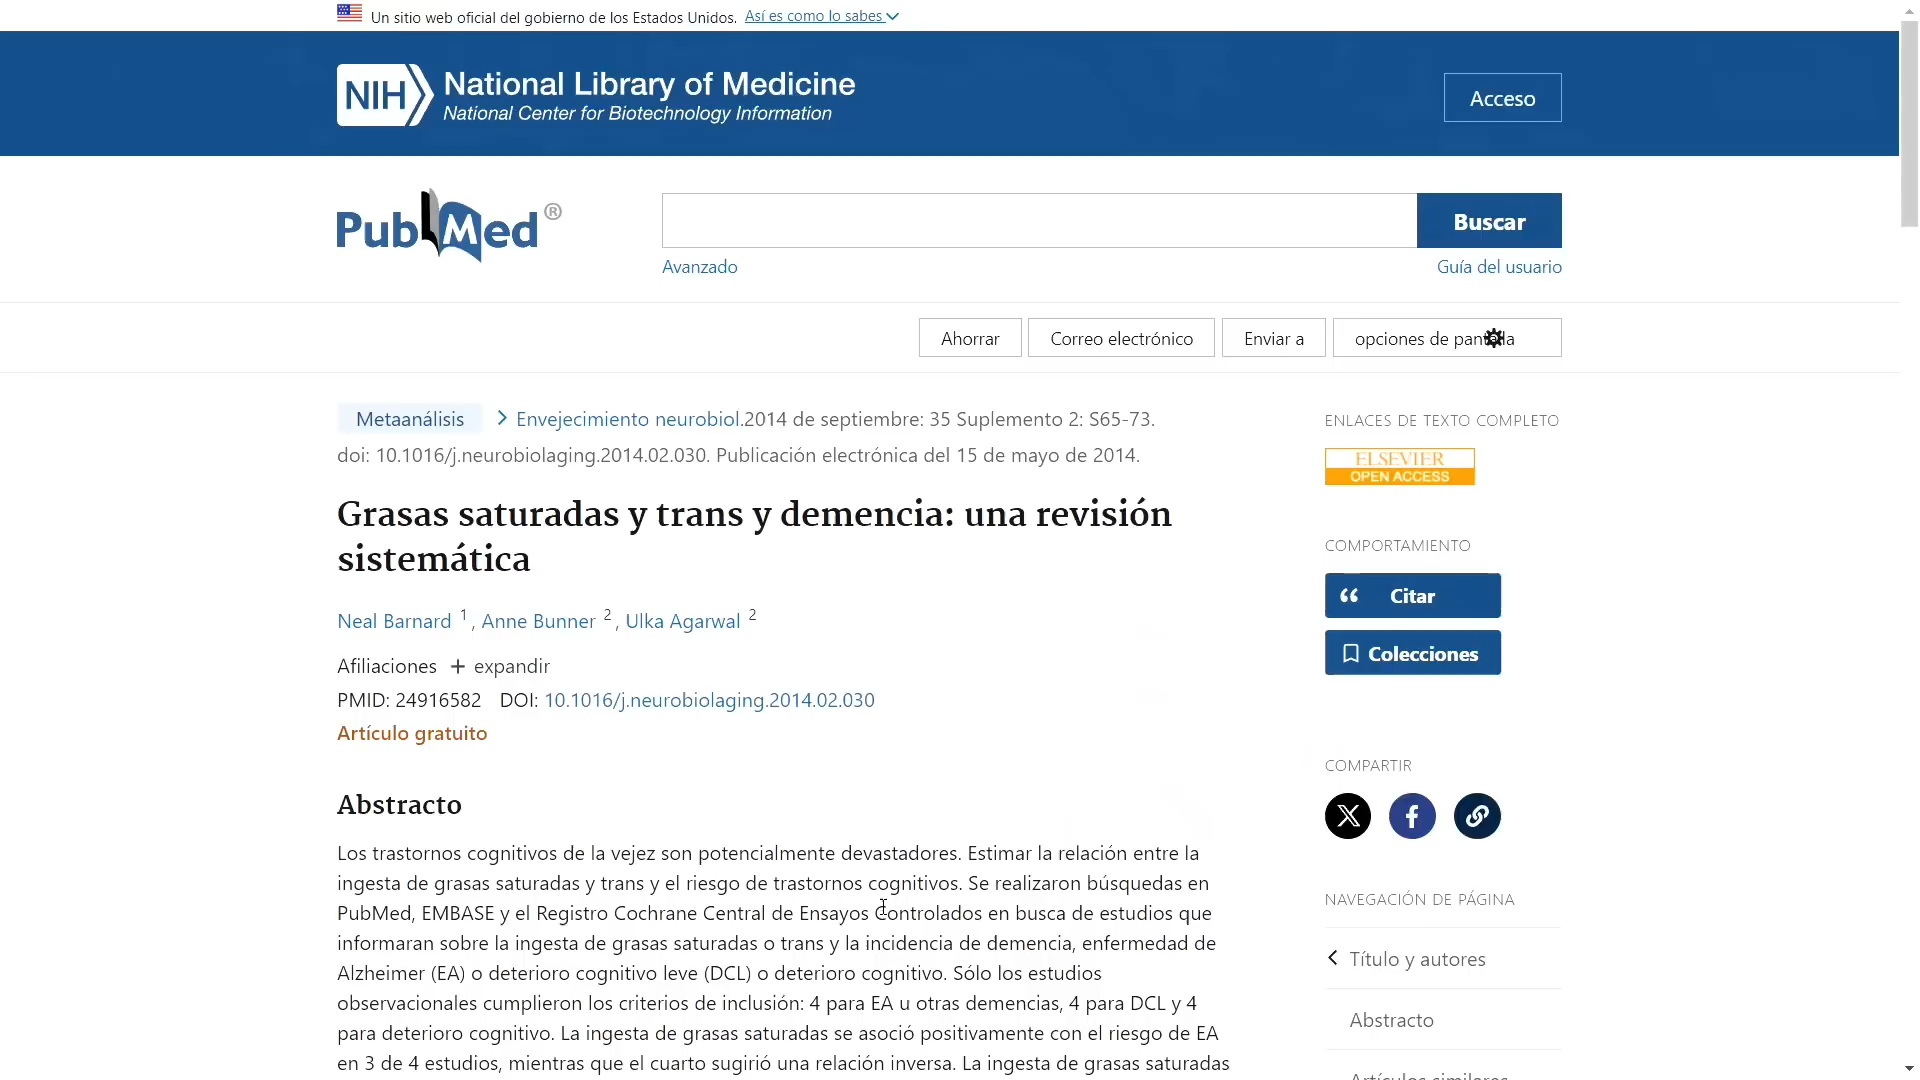 Un sitio web oficial del gobierno de los Estados Unidos. Así es como lo sabes
NIH National Library of Medicine
National Center for Biotechnology Information
Acceso
PubMed®
Buscar
Avanzado
Guía del usuario
Ahorrar
Correo electrónico
Enviar a
opciones de pantalla
Metaanálisis
Envejecimiento neurobiol.2014 de septiembre: 35 Suplemento 2: S65-73.
doi: 10.1016/j.neurobiolaging.2014.02.030. Publicación electrónica del 15 de mayo de 2014.
Grasas saturadas y trans y demencia: una revisión
sistemática
Neal Barnard 1, Anne Bunner 2, Ulka Agarwal 2
Afiliaciones + expandir
PMID: 24916582 DOI: 10.1016/j.neurobiolaging.2014.02.030
Artículo gratuito
Abstracto
Los trastornos cognitivos de la vejez son potencialmente devastadores. Estimar la relación entre la
ingesta de grasas saturadas y trans y el riesgo de trastornos cognitivos. Se realizaron búsquedas en
PubMed, EMBASE y el Registro Cochrane Central de Ensayos Controlados en busca de estudios que
informaran sobre la ingesta de grasas saturadas o trans y la incidencia de demencia, enfermedad de
Alzheimer (EA) o deterioro cognitivo leve (DCL) o deterioro cognitivo. Sólo los estudios
observacionales cumplieron los criterios de inclusión: 4 para EA u otras demencias, 4 para DCL y 4
para deterioro cognitivo. La ingesta de grasas saturadas se asoció positivamente con el riesgo de EA
en 3 de 4 estudios, mientras que el cuarto sugirió una relación inversa. La ingesta de grasas saturadas
ENLACES DE TEXTO COMPLETO
ELSEVIER
OPEN ACCESS
COMPORTAMIENTO
Citar
Colecciones
COMPARTIR
NAVEGACIÓN DE PÁGINA
Título y autores
Abstracto
Artículos similares